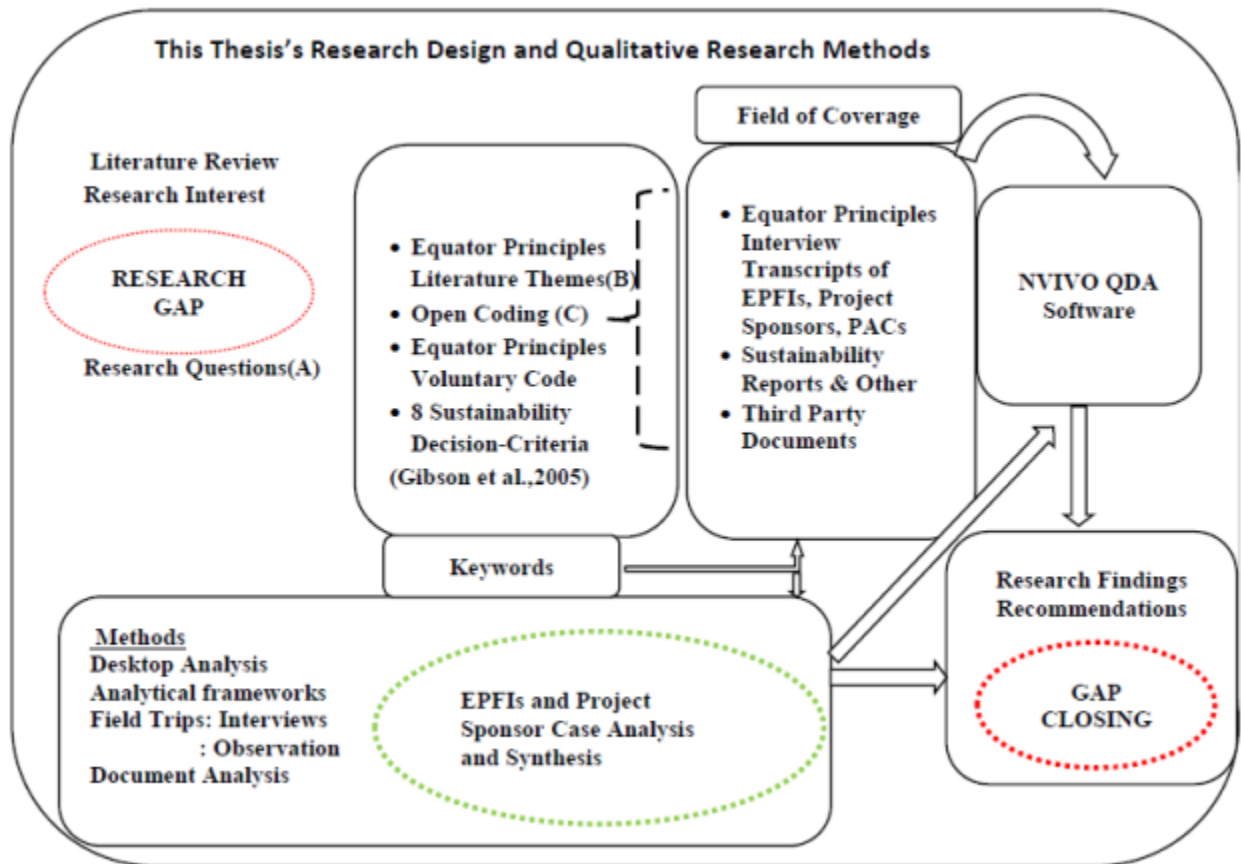 This Thesis's Research Design and Qualitative Research Methods
Literature Review
Research Interest
RESEARCH
GAP
Research Questions(A)
• Equator Principles
Literature Themes(B)
• Open Coding (C)
• Equator Principles
Voluntary Code
• 8 Sustainability
Decision-Criteria
(Gibson et al.,2005)
Keywords
Field of Coverage
• Equator Principles
Interview
Transcripts of
EPFIs, Project
Sponsors, PACs
• Sustainability
Reports & Other
• Third Party
Documents
NVIVO QDA
Software
Methods
Desktop Analysis
Analytical frameworks
Field Trips: Interviews
: Observation
Document Analysis
EPFIs and Project
Sponsor Case Analysis
and Synthesis
Research Findings
Recommendations
GAP
CLOSING